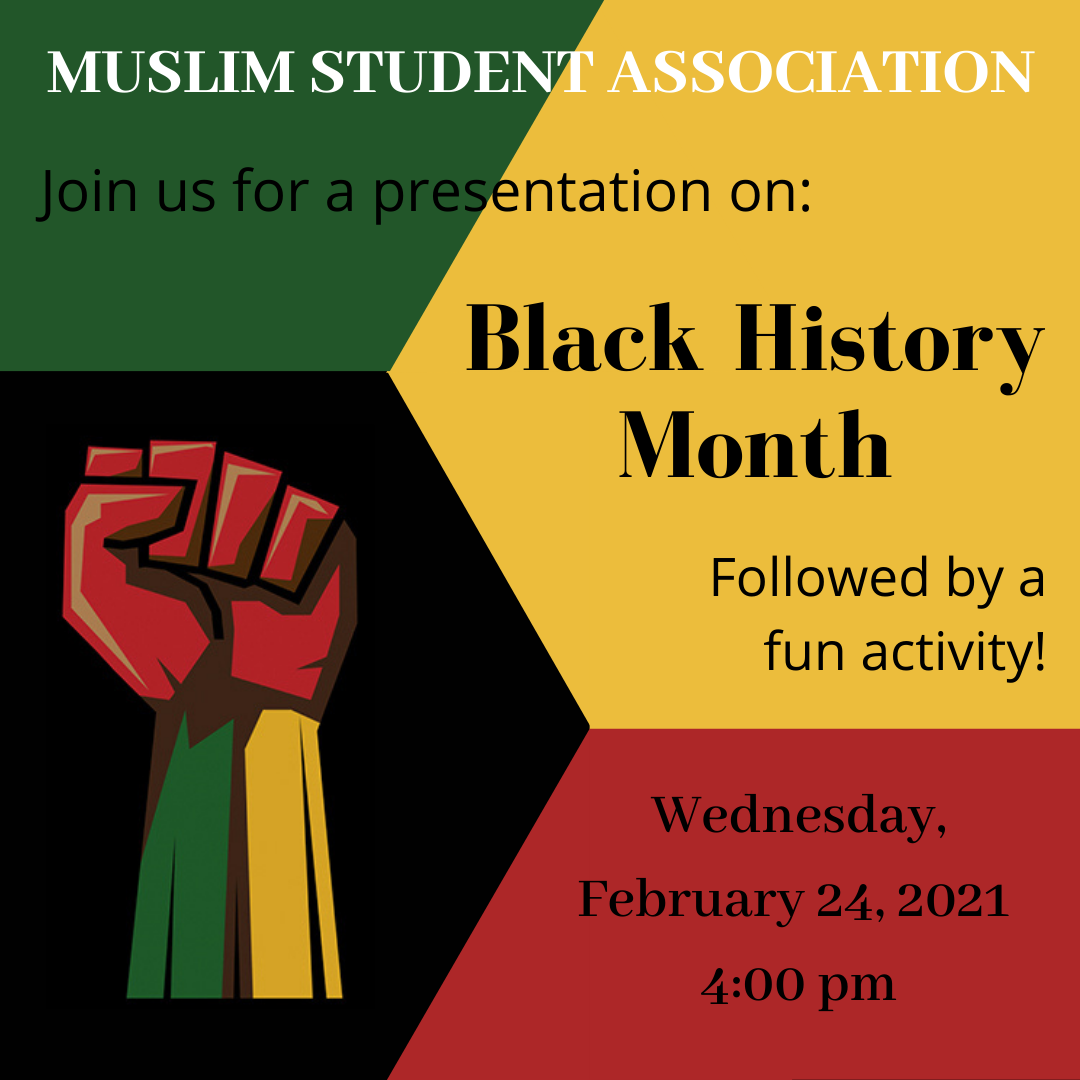 MUSLIM STUDENT ASSOCIATION
Join us for a presentation on:
Black History
Month
Followed by a
fun activity!
Wednesday,
February 24, 2021
4:00 pm